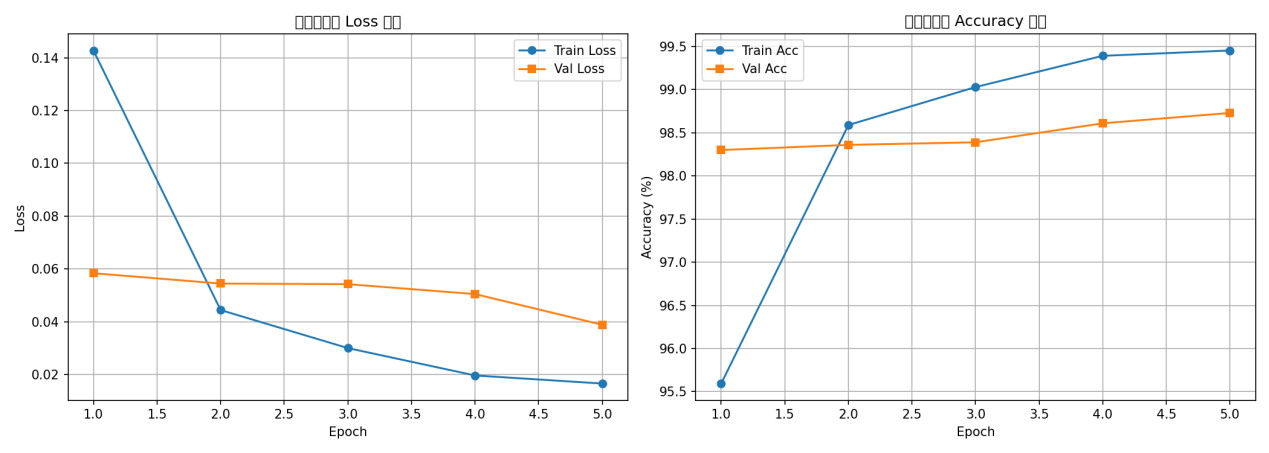 Loss
Train Loss
Val Loss
0.14
0.12
0.10
0.08
0.06
0.04
0.02
Loss
1.0 1.5 2.0 2.5 3.0 3.5 4.0 4.5 5.0
Epoch
Accuracy
Train Acc
Val Acc
99.5
99.0
98.5
98.0
97.5
97.0
96.5
96.0
95.5
Accuracy (%)
1.0 1.5 2.0 2.5 3.0 3.5 4.0 4.5 5.0
Epoch